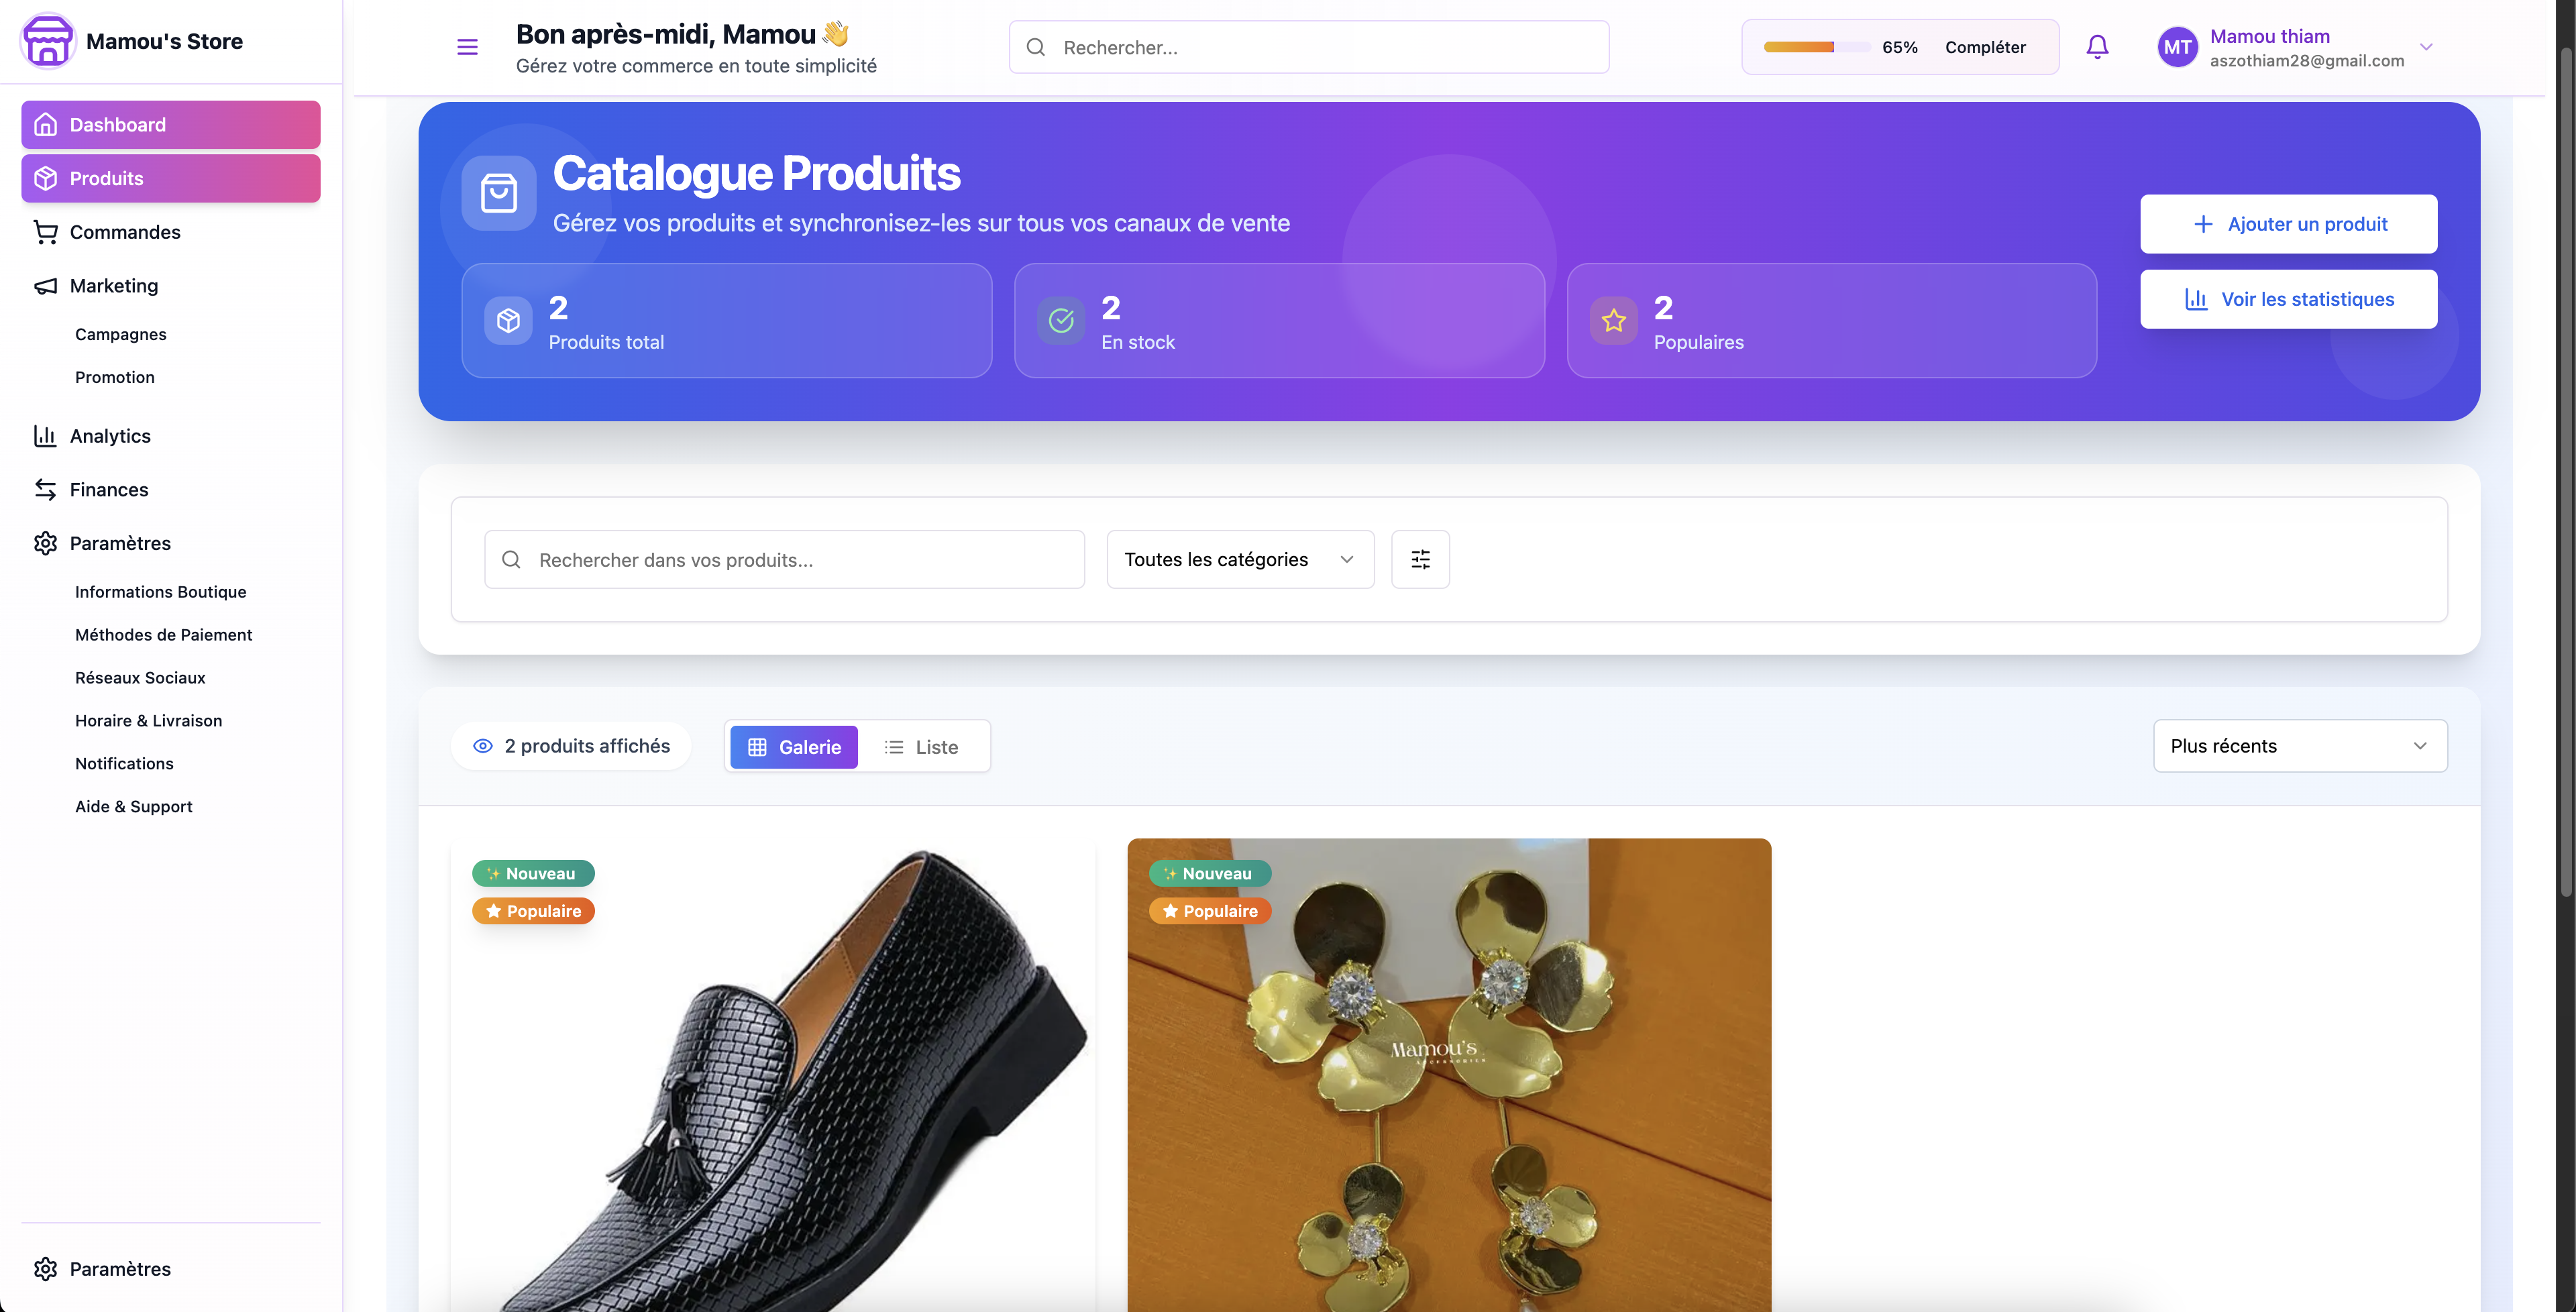 Mamou's Store
Dashboard
Produits
Commandes
Marketing
Campagnes
Promotion
Analytics
Finances
Paramètres
Informations Boutique
Méthodes de Paiement
Réseaux Sociaux
Horaire & Livraison
Notifications
Aide & Support
Paramètres
Bon après-midi, Mamou 👋
Gérez votre commerce en toute simplicité
Rechercher...
65% Compléter
MT
Mamou thiam
aszothiam28@gmail.com
Catalogue Produits
Gérez vos produits et synchronisez-les sur tous vos canaux de vente
2
Produits total
2
En stock
2
Populaires
Ajouter un produit
Voir les statistiques
Rechercher dans vos produits...
Toutes les catégories
2 produits affichés
Galerie
Liste
Plus récents
✨ Nouveau
Populaire
✨ Nouveau
Populaire
Mamou's
ACCESSORIES